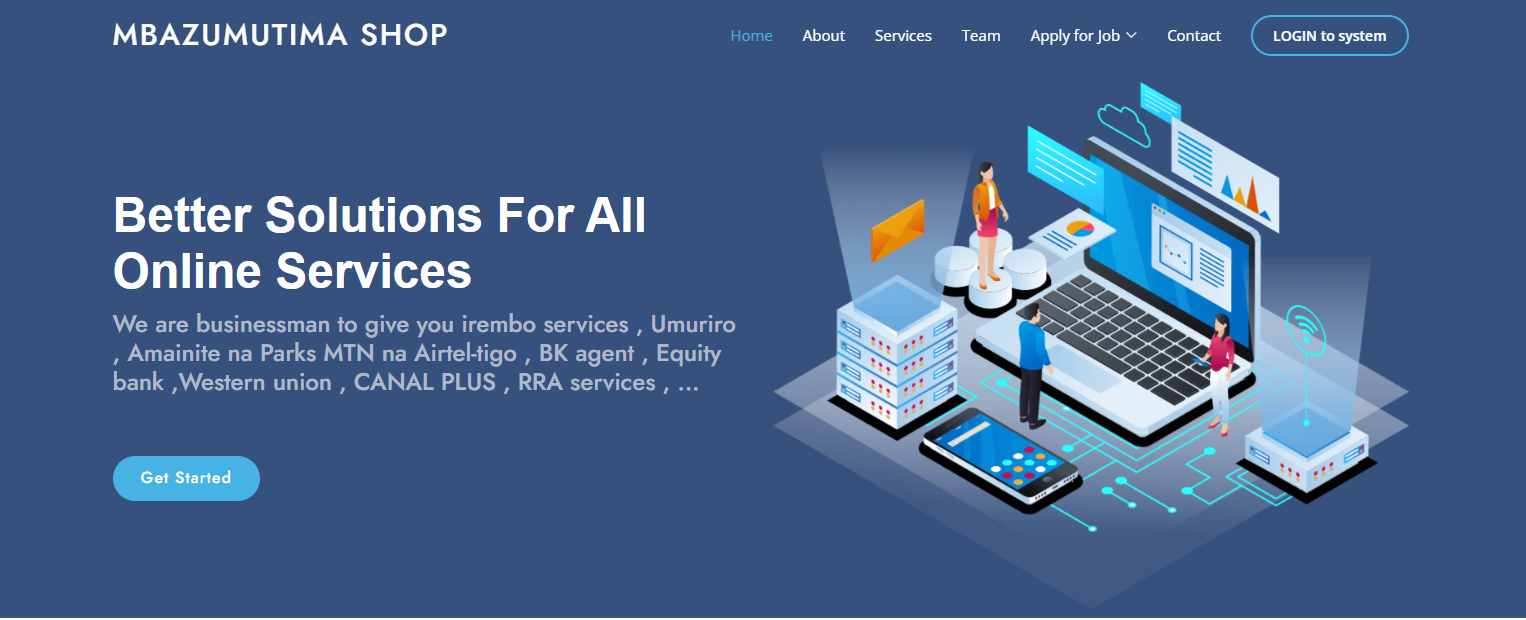 MBAZUMUTIMA SHOP
Home About Services Team Apply for Job Contact LOGIN to system
Better Solutions For All
Online Services
We are businessman to give you irembo services , Umuriro
, Amainite na Parks MTN na Airtel-tigo , BK agent , Equity
bank ,Western union , CANAL PLUS , RRA services , ...
Get Started